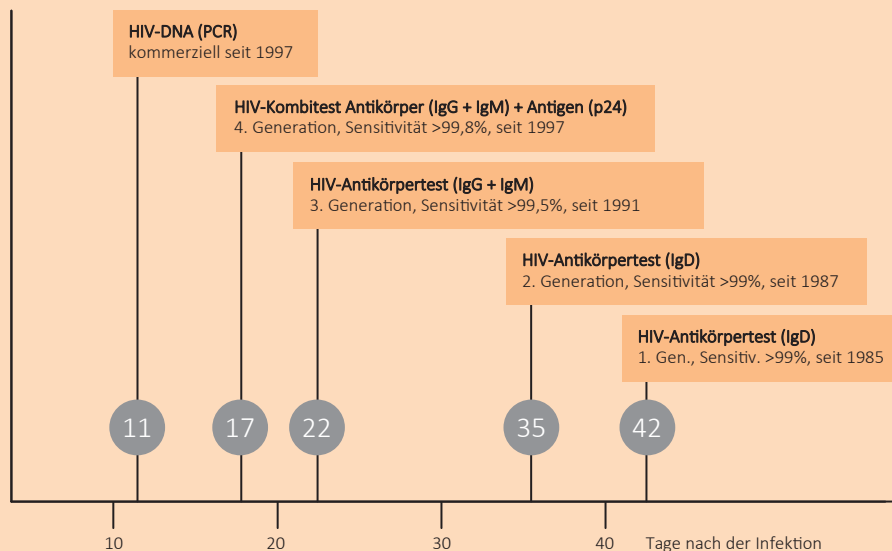 HIV-DNA (PCR)
kommerziell seit 1997
HIV-Kombitest Antikörper (IgG + IgM) + Antigen (p24)
4. Generation, Sensitivität >99,8%, seit 1997
HIV-Antikörpertest (IgG + IgM)
3. Generation, Sensitivität >99,5%, seit 1991
HIV-Antikörpertest (IgD)
2. Generation, Sensitivität >99%, seit 1987
HIV-Antikörpertest (IgD)
1. Gen., Sensitiv. >99%, seit 1985
11 17 22 35 42
10 20 30 40 Tage nach der Infektion